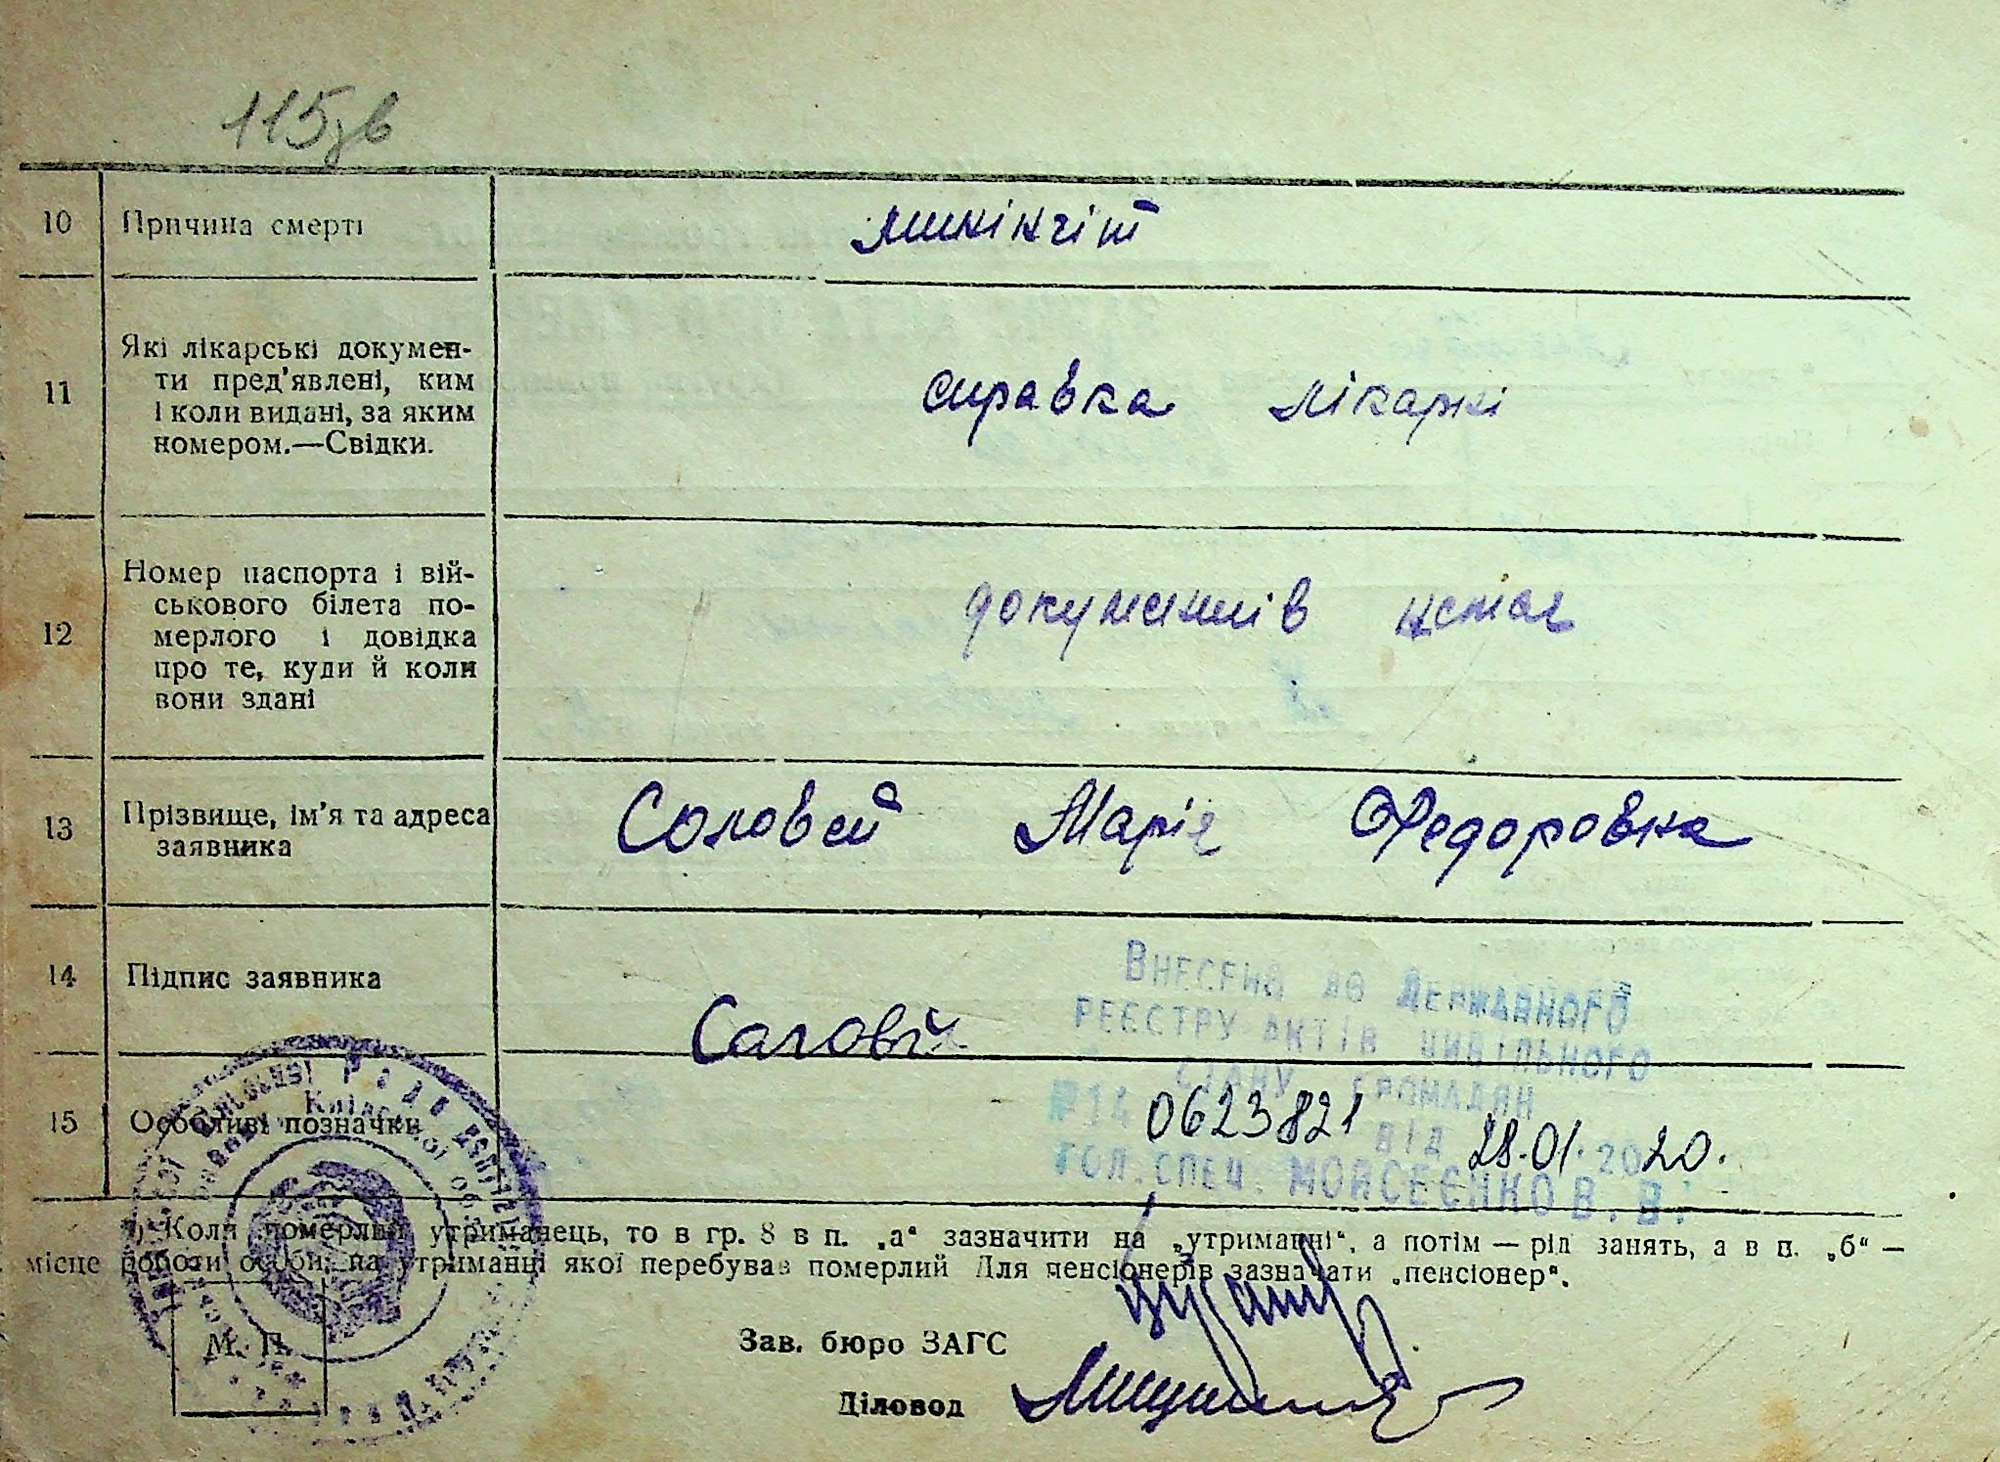 115зв
10 Причина смерті минінгіт
11 Які лікарські докумен-
ти пред'явлені, ким
і коли видані, за яким
номером.—Свідки.
справка лікаркі
12 Номер паспорта і вій-
ськового білета по-
мерлого і довідка
про те, куди й коли
вони здані
документів немає
13 Прізвище, ім'я та адреса
заявника
Соловей Марія Федоровна
14 Підпис заявника
Саловій
Внесено до Державного
реєстру актів цивільного
стану громадян
15 Особливі позначки
№14 0623821 від 28.01.2020.
Гол.спец. Моисеєнко В.В.
*) Коли померлий утриманець, то в гр. 8 в п. „а“ зазначити на „утриманні“, а потім — рід занять, а в п. „б“ —
місце роботи особи, на утриманні якої перебував померлий Для пенсіонерів зазначати „пенсіонер“.
М. П.
Зав. бюро ЗАГС
Діловод